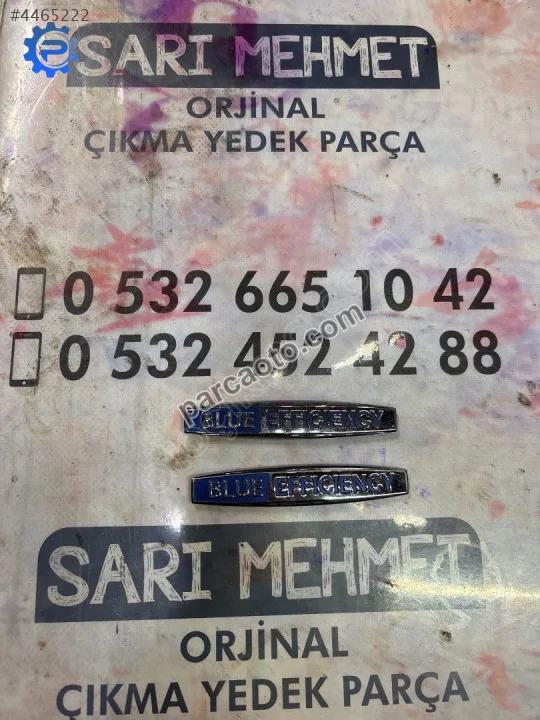 #4465222
SARI MEHMET
ORJİNAL
ÇIKMA YEDEK PARÇA
0 532 665 10 42
0 532 452 42 88
parcaoto.com
BLUE EFFICIENCY
BLUE EFFICIENCY
SARI MEHMET
ORJİNAL
ÇIKMA YEDEK PARÇA